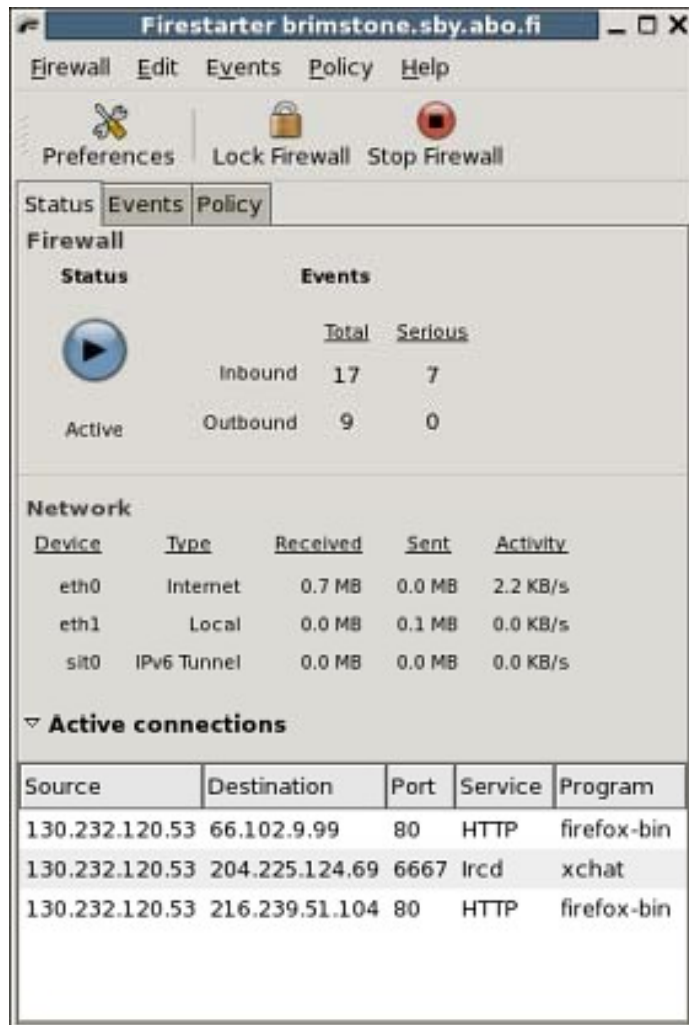 Firestarter brimstone.sby.abo.fi
Firewall Edit Events Policy Help
Preferences Lock Firewall Stop Firewall
Status Events Policy
Firewall
Status Events
Total Serious
Inbound 17 7
Active Outbound 9 0
Network
Device Type Received Sent Activity
eth0 Internet 0.7 MB 0.0 MB 2.2 KB/s
eth1 Local 0.0 MB 0.1 MB 0.0 KB/s
sit0 IPv6 Tunnel 0.0 MB 0.0 MB 0.0 KB/s
Active connections
Source Destination Port Service Program
130.232.120.53 66.102.9.99 80 HTTP firefox-bin
130.232.120.53 204.225.124.69 6667 Ircd xchat
130.232.120.53 216.239.51.104 80 HTTP firefox-bin